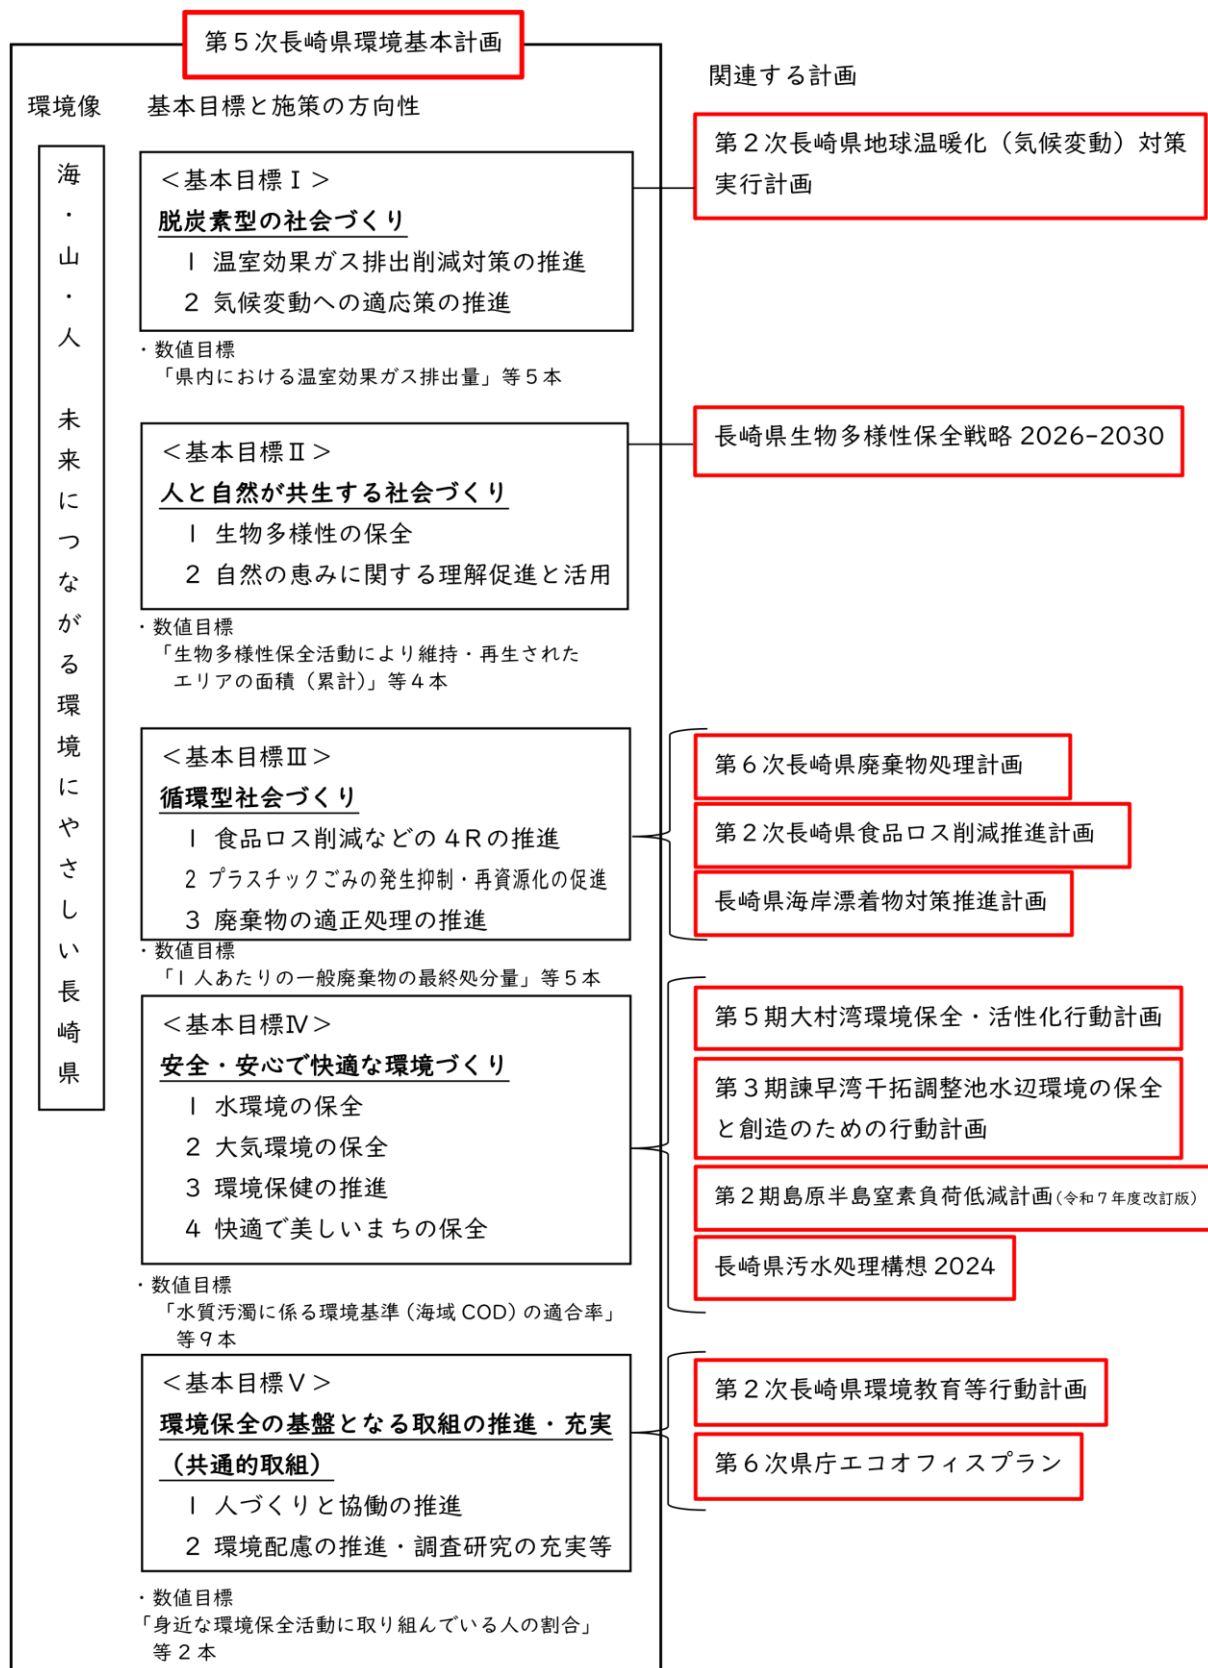 第5次長崎県環境基本計画
環境像
基本目標と施策の方向性
海・山・人　未来につながる環境にやさしい長崎県
＜基本目標Ⅰ＞
脱炭素型の社会づくり
1 温室効果ガス排出削減対策の推進
2 気候変動への適応策の推進
・数値目標
「県内における温室効果ガス排出量」等5本
＜基本目標Ⅱ＞
人と自然が共生する社会づくり
1 生物多様性の保全
2 自然の恵みに関する理解促進と活用
・数値目標
「生物多様性保全活動により維持・再生された
エリアの面積（累計）」等4本
＜基本目標Ⅲ＞
循環型社会づくり
1 食品ロス削減などの4Rの推進
2 プラスチックごみの発生抑制・再資源化の促進
3 廃棄物の適正処理の推進
・数値目標
「1人あたりの一般廃棄物の最終処分量」等5本
＜基本目標Ⅳ＞
安全・安心で快適な環境づくり
1 水環境の保全
2 大気環境の保全
3 環境保健の推進
4 快適で美しいまちの保全
・数値目標
「水質汚濁に係る環境基準（海域COD）の適合率」
等9本
＜基本目標Ⅴ＞
環境保全の基盤となる取組の推進・充実
（共通的取組）
1 人づくりと協働の推進
2 環境配慮の推進・調査研究の充実等
・数値目標
「身近な環境保全活動に取り組んでいる人の割合」
等2本
関連する計画
第2次長崎県地球温暖化（気候変動）対策
実行計画
長崎県生物多様性保全戦略 2026-2030
第6次長崎県廃棄物処理計画
第2次長崎県食品ロス削減推進計画
長崎県海岸漂着物対策推進計画
第5期大村湾環境保全・活性化行動計画
第3期諫早湾干拓調整池水辺環境の保全
と創造のための行動計画
第2期島原半島窒素負荷低減計画（令和7年度改訂版）
長崎県汚水処理構想 2024
第2次長崎県環境教育等行動計画
第6次県庁エコオフィスプラン